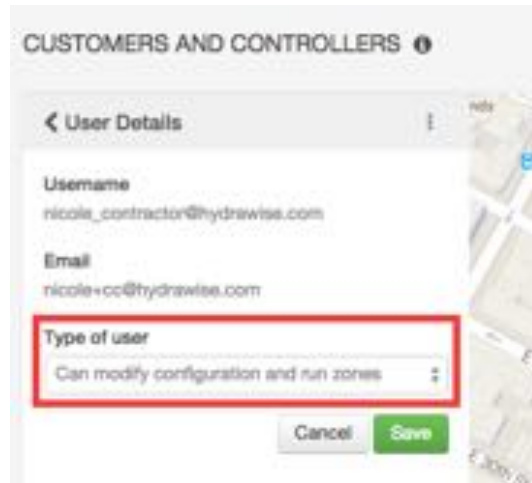 CUSTOMERS AND CONTROLLERS
User Details
Username
nicole_contractor@hydrawise.com
Email
nicole+cc@hydrawise.com
Type of user
Can modify configuration and run zones
Cancel Save
E 30th